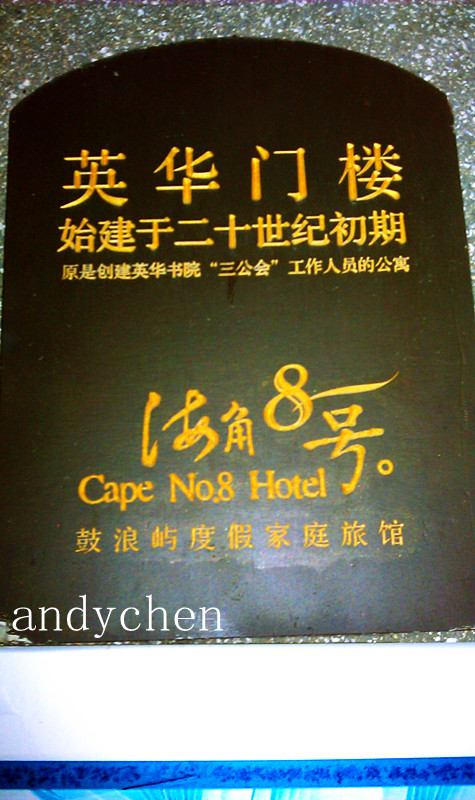 英华门楼
始建于二十世纪初期
原是创建英华书院“三公会”工作人员的公寓
海角8号。
Cape No.8 Hotel
鼓浪屿度假家庭旅馆
andychen